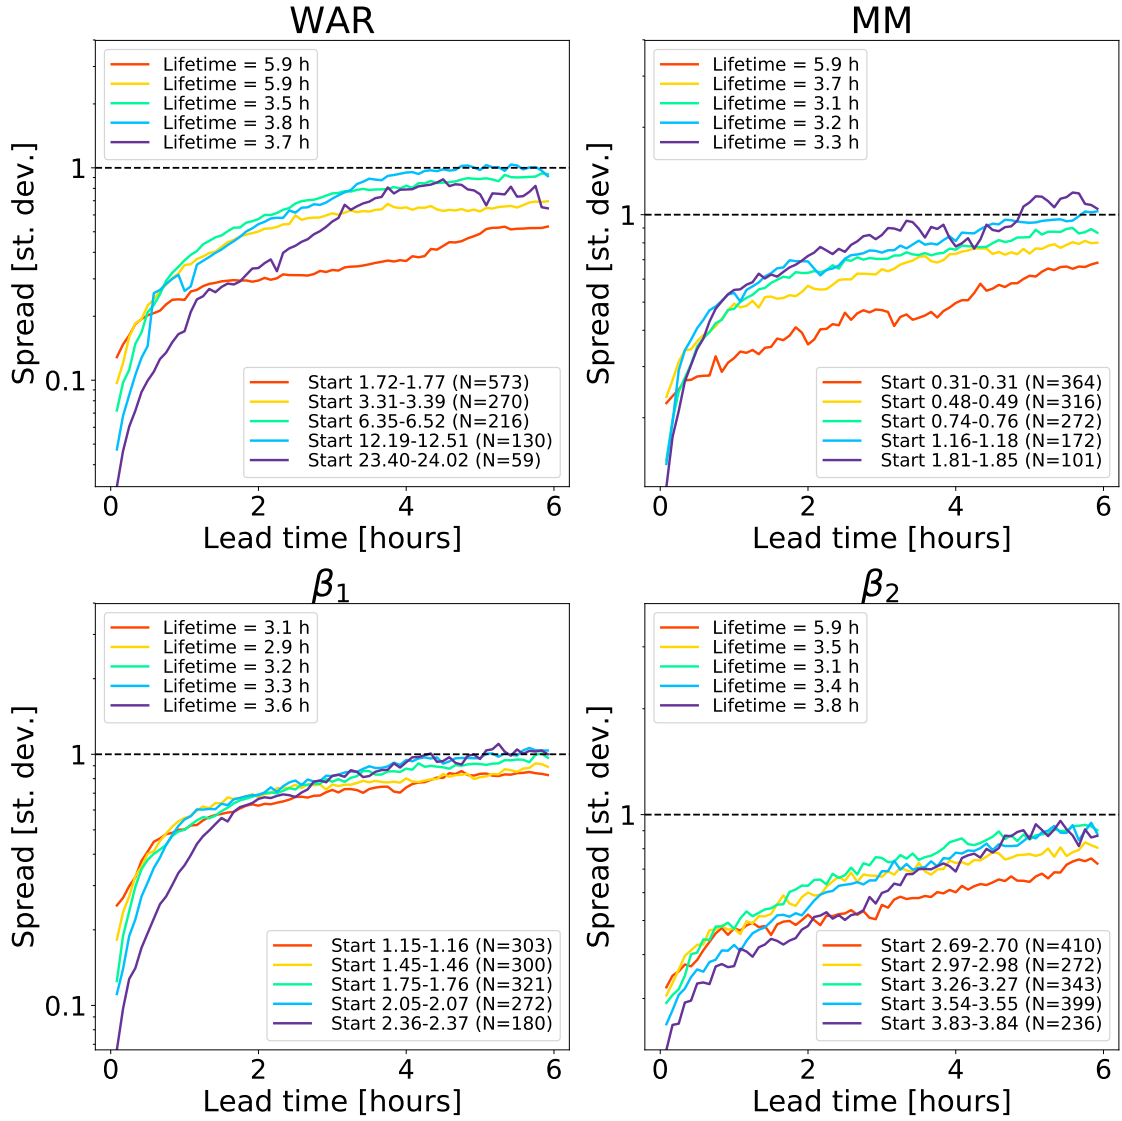 WAR
Lifetime = 5.9 h
Lifetime = 5.9 h
Lifetime = 3.5 h
Lifetime = 3.8 h
Lifetime = 3.7 h
1
0.1
Spread [st. dev.]
Start 1.72-1.77 (N=573)
Start 3.31-3.39 (N=270)
Start 6.35-6.52 (N=216)
Start 12.19-12.51 (N=130)
Start 23.40-24.02 (N=59)
0 2 4 6
Lead time [hours]
MM
Lifetime = 5.9 h
Lifetime = 3.7 h
Lifetime = 3.1 h
Lifetime = 3.2 h
Lifetime = 3.3 h
1
Spread [st. dev.]
Start 0.31-0.31 (N=364)
Start 0.48-0.49 (N=316)
Start 0.74-0.76 (N=272)
Start 1.16-1.18 (N=172)
Start 1.81-1.85 (N=101)
0 2 4 6
Lead time [hours]
β₁
Lifetime = 3.1 h
Lifetime = 2.9 h
Lifetime = 3.2 h
Lifetime = 3.3 h
Lifetime = 3.6 h
1
0.1
Spread [st. dev.]
Start 1.15-1.16 (N=303)
Start 1.45-1.46 (N=300)
Start 1.75-1.76 (N=321)
Start 2.05-2.07 (N=272)
Start 2.36-2.37 (N=180)
0 2 4 6
Lead time [hours]
β₂
Lifetime = 5.9 h
Lifetime = 3.5 h
Lifetime = 3.1 h
Lifetime = 3.4 h
Lifetime = 3.8 h
1
Spread [st. dev.]
Start 2.69-2.70 (N=410)
Start 2.97-2.98 (N=272)
Start 3.26-3.27 (N=343)
Start 3.54-3.55 (N=399)
Start 3.83-3.84 (N=236)
0 2 4 6
Lead time [hours]